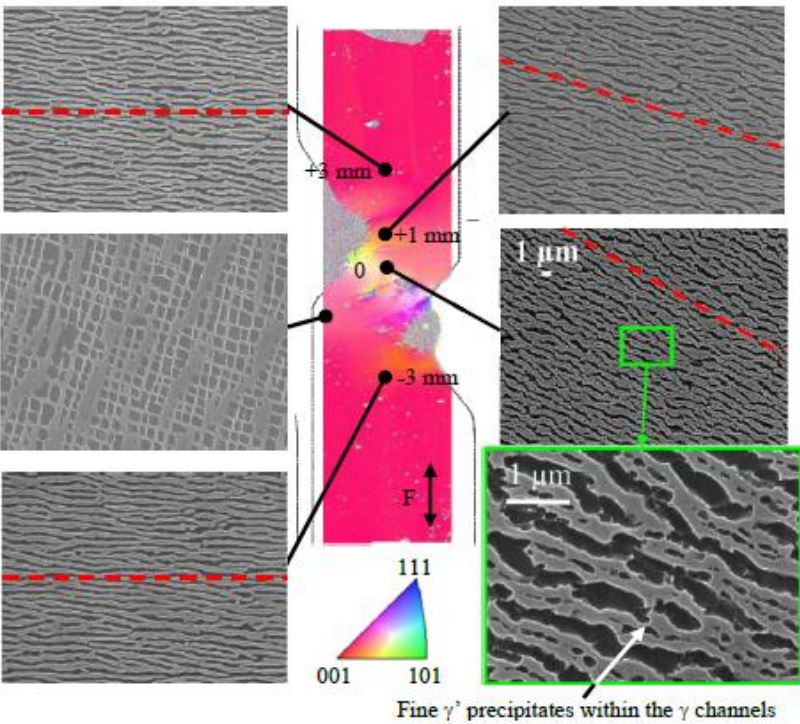 +3 mm
+1 mm
0
1 μm
-3 mm
1 μm
F
111
001
101
Fine γ’ precipitates within the γ channels